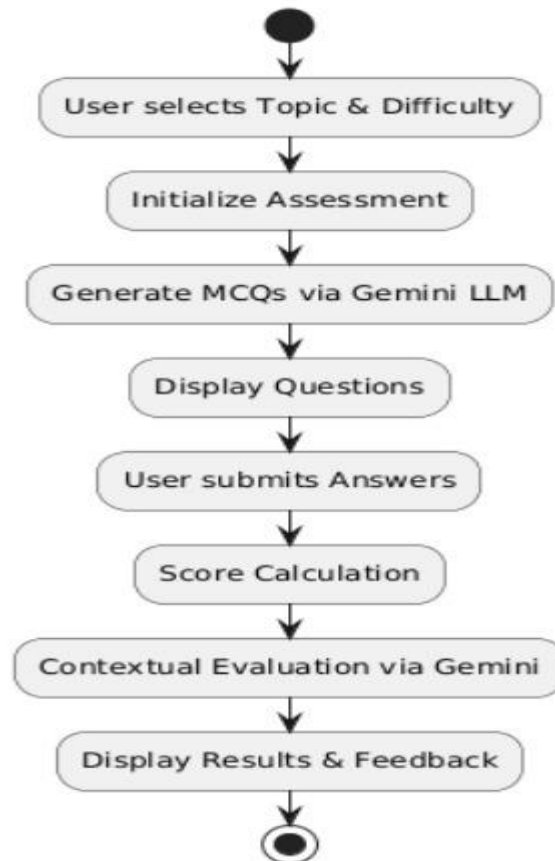 User selects Topic & Difficulty
Initialize Assessment
Generate MCQs via Gemini LLM
Display Questions
User submits Answers
Score Calculation
Contextual Evaluation via Gemini
Display Results & Feedback